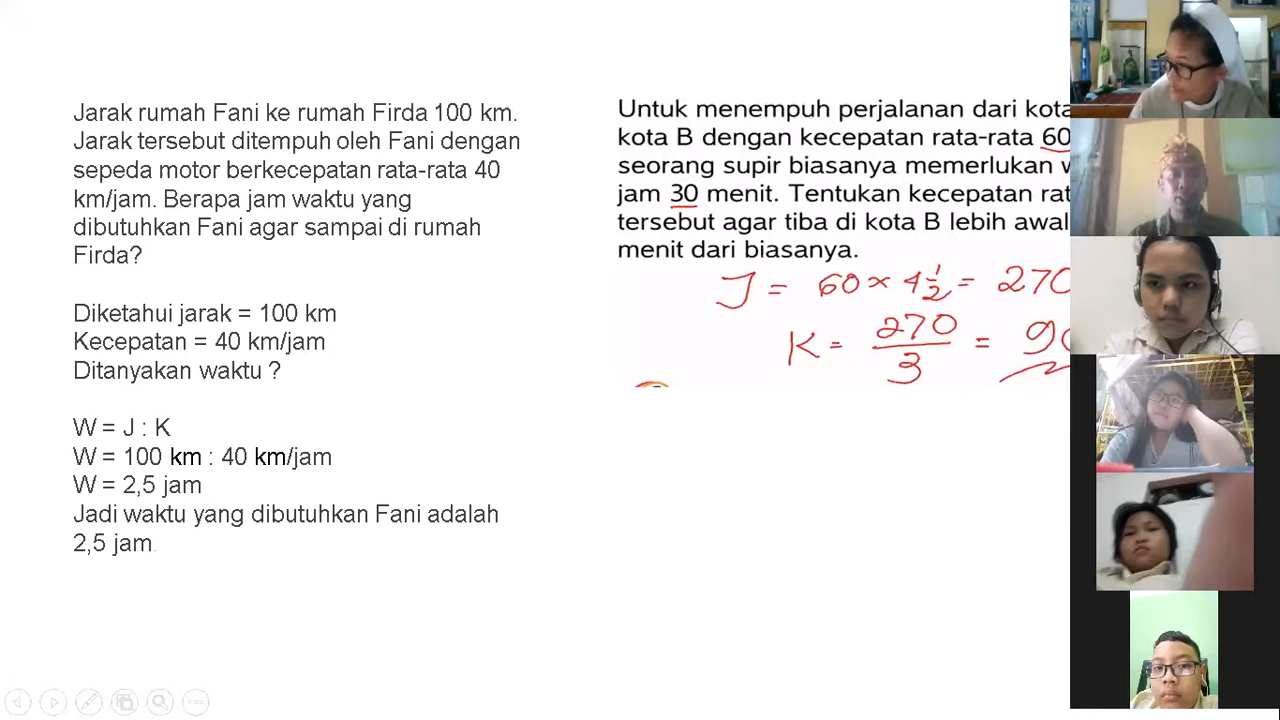 Jarak rumah Fani ke rumah Firda 100 km.
Jarak tersebut ditempuh oleh Fani dengan
sepeda motor berkecepatan rata-rata 40
km/jam. Berapa jam waktu yang
dibutuhkan Fani agar sampai di rumah
Firda?
Diketahui jarak = 100 km
Kecepatan = 40 km/jam
Ditanyakan waktu ?
W = J : K
W = 100 km : 40 km/jam
W = 2,5 jam
Jadi waktu yang dibutuhkan Fani adalah
2,5 jam.
Untuk menempuh perjalanan dari kota
kota B dengan kecepatan rata-rata 60
seorang supir biasanya memerlukan
jam 30 menit. Tentukan kecepatan
tersebut agar tiba di kota B lebih awal
menit dari biasanya.
J = 60 × 4 1/2 = 270
K = 270/3 = 90